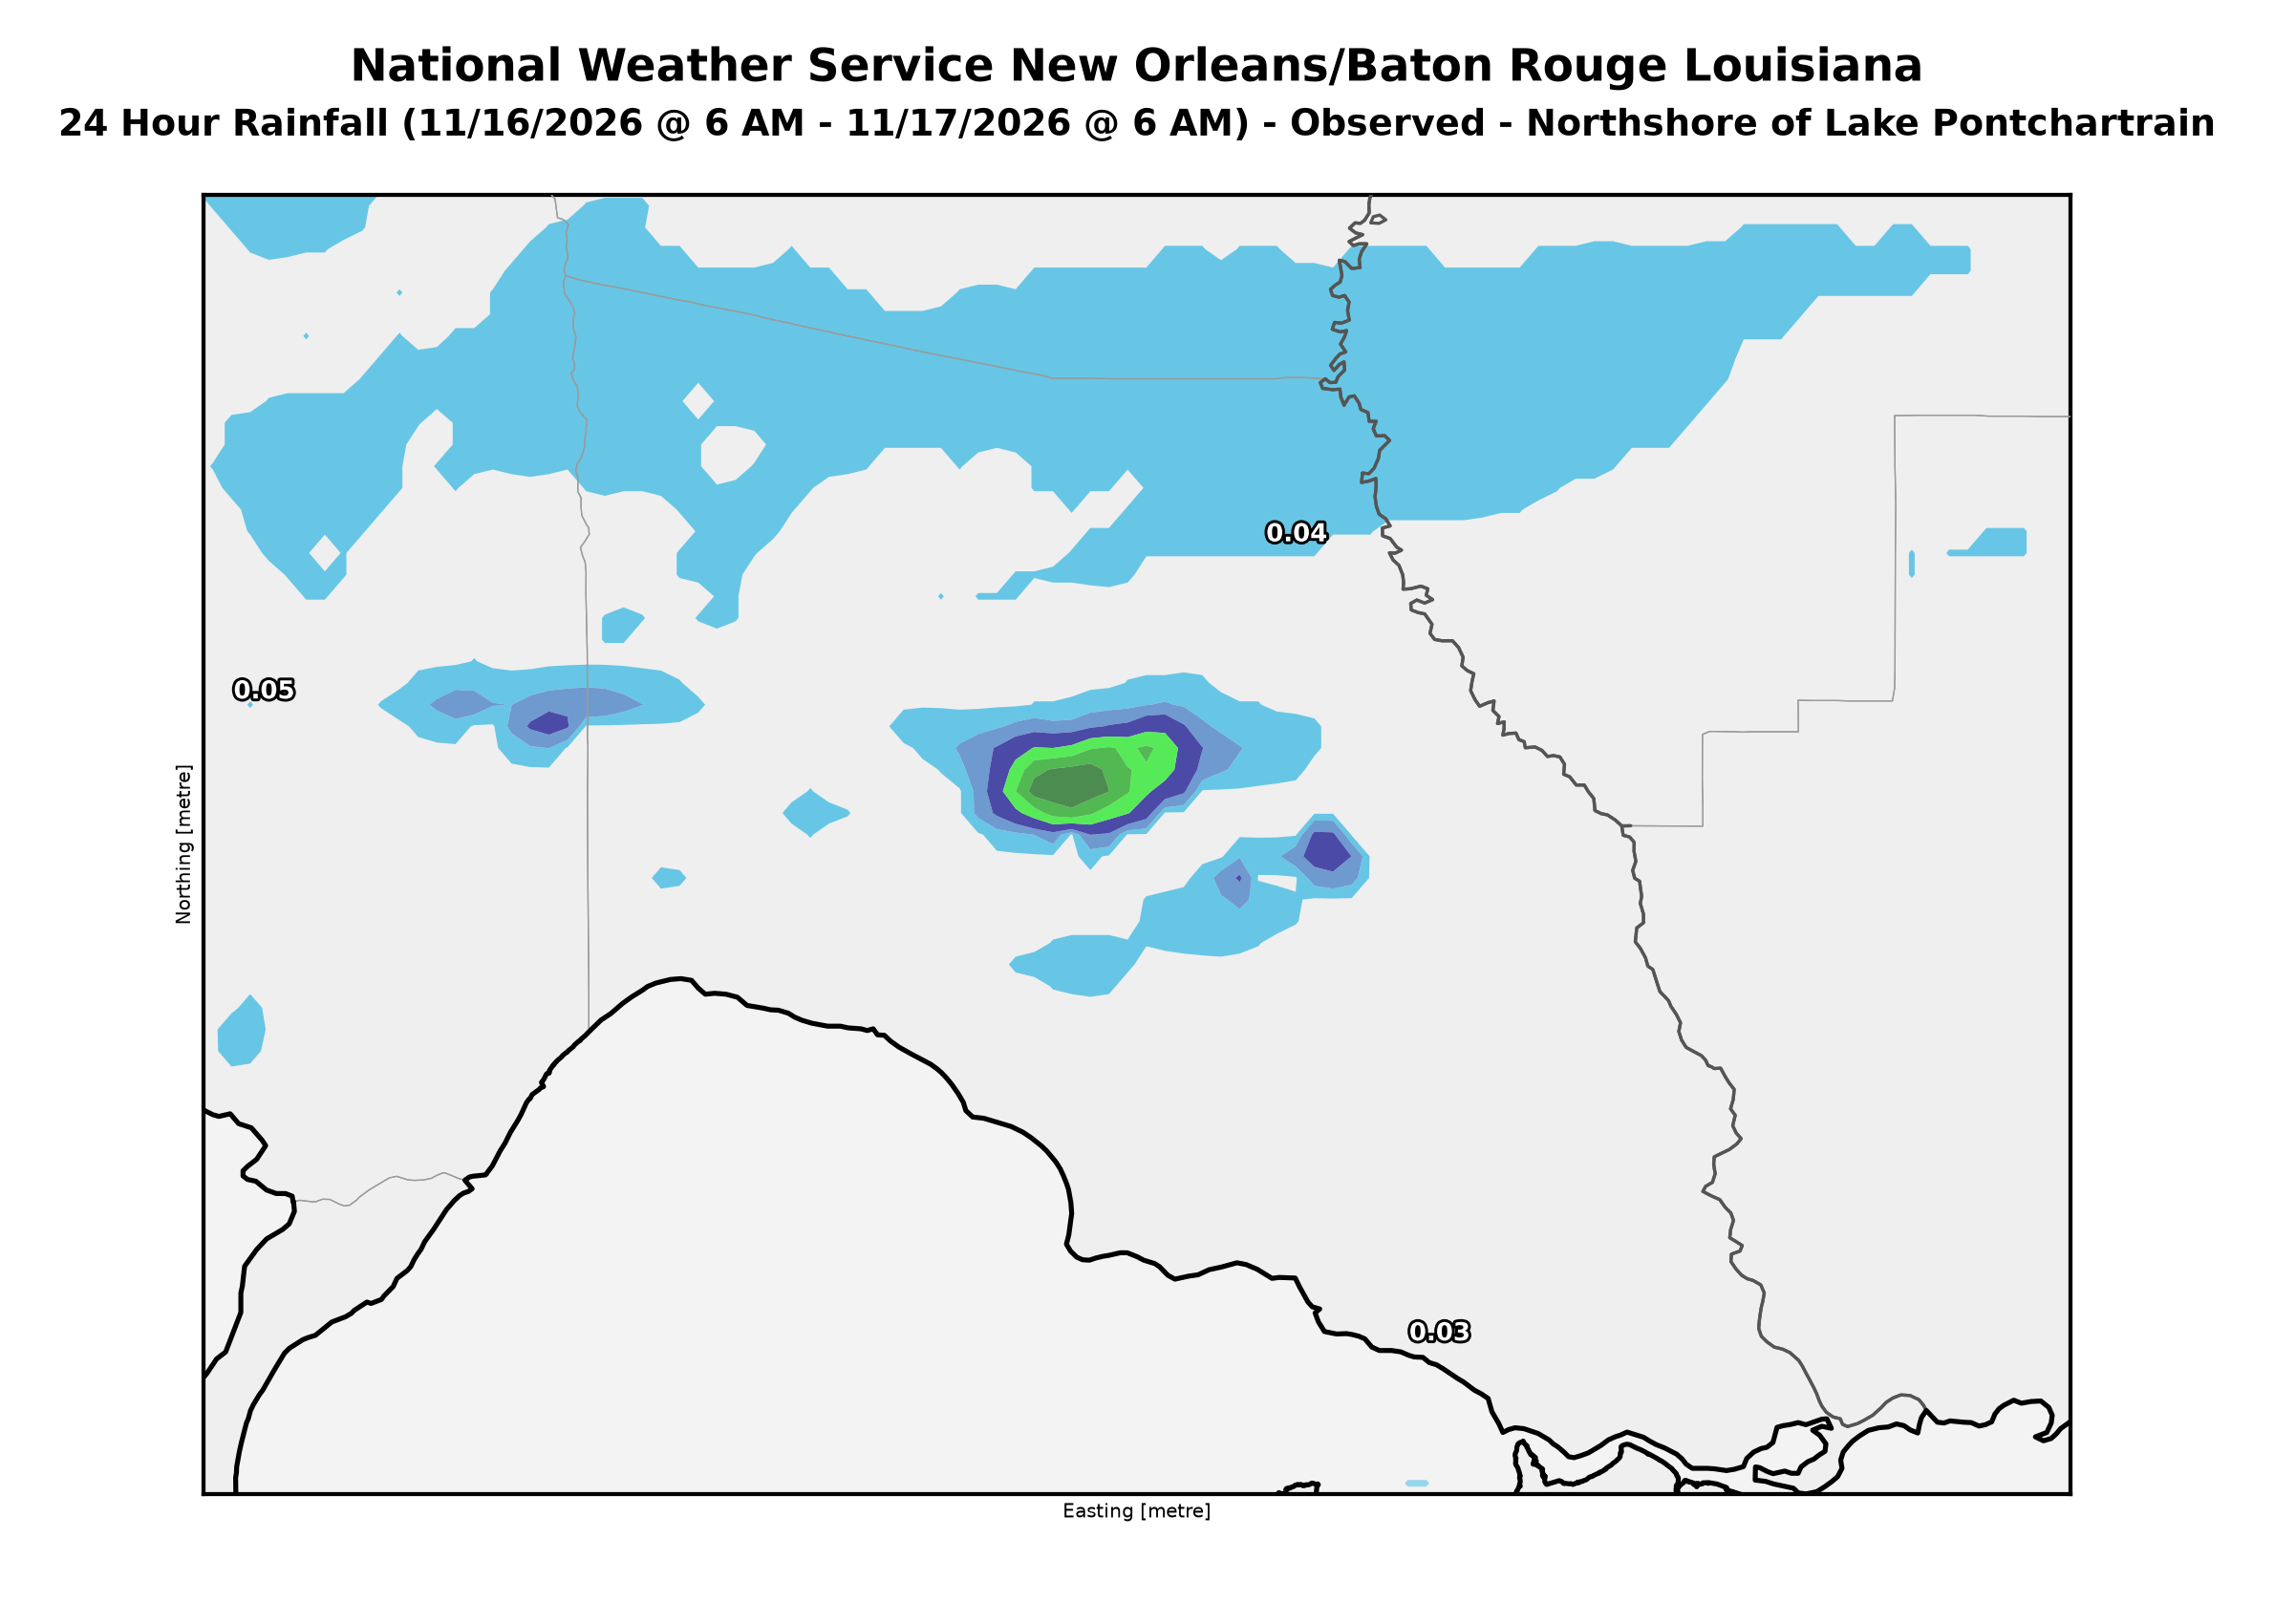 National Weather Service New Orleans/Baton Rouge Louisiana
24 Hour Rainfall (11/16/2026 @ 6 AM - 11/17/2026 @ 6 AM) - Observed - Northshore of Lake Pontchartrain
0.04
0.05
Northing [metre]
0.03
Easting [metre]